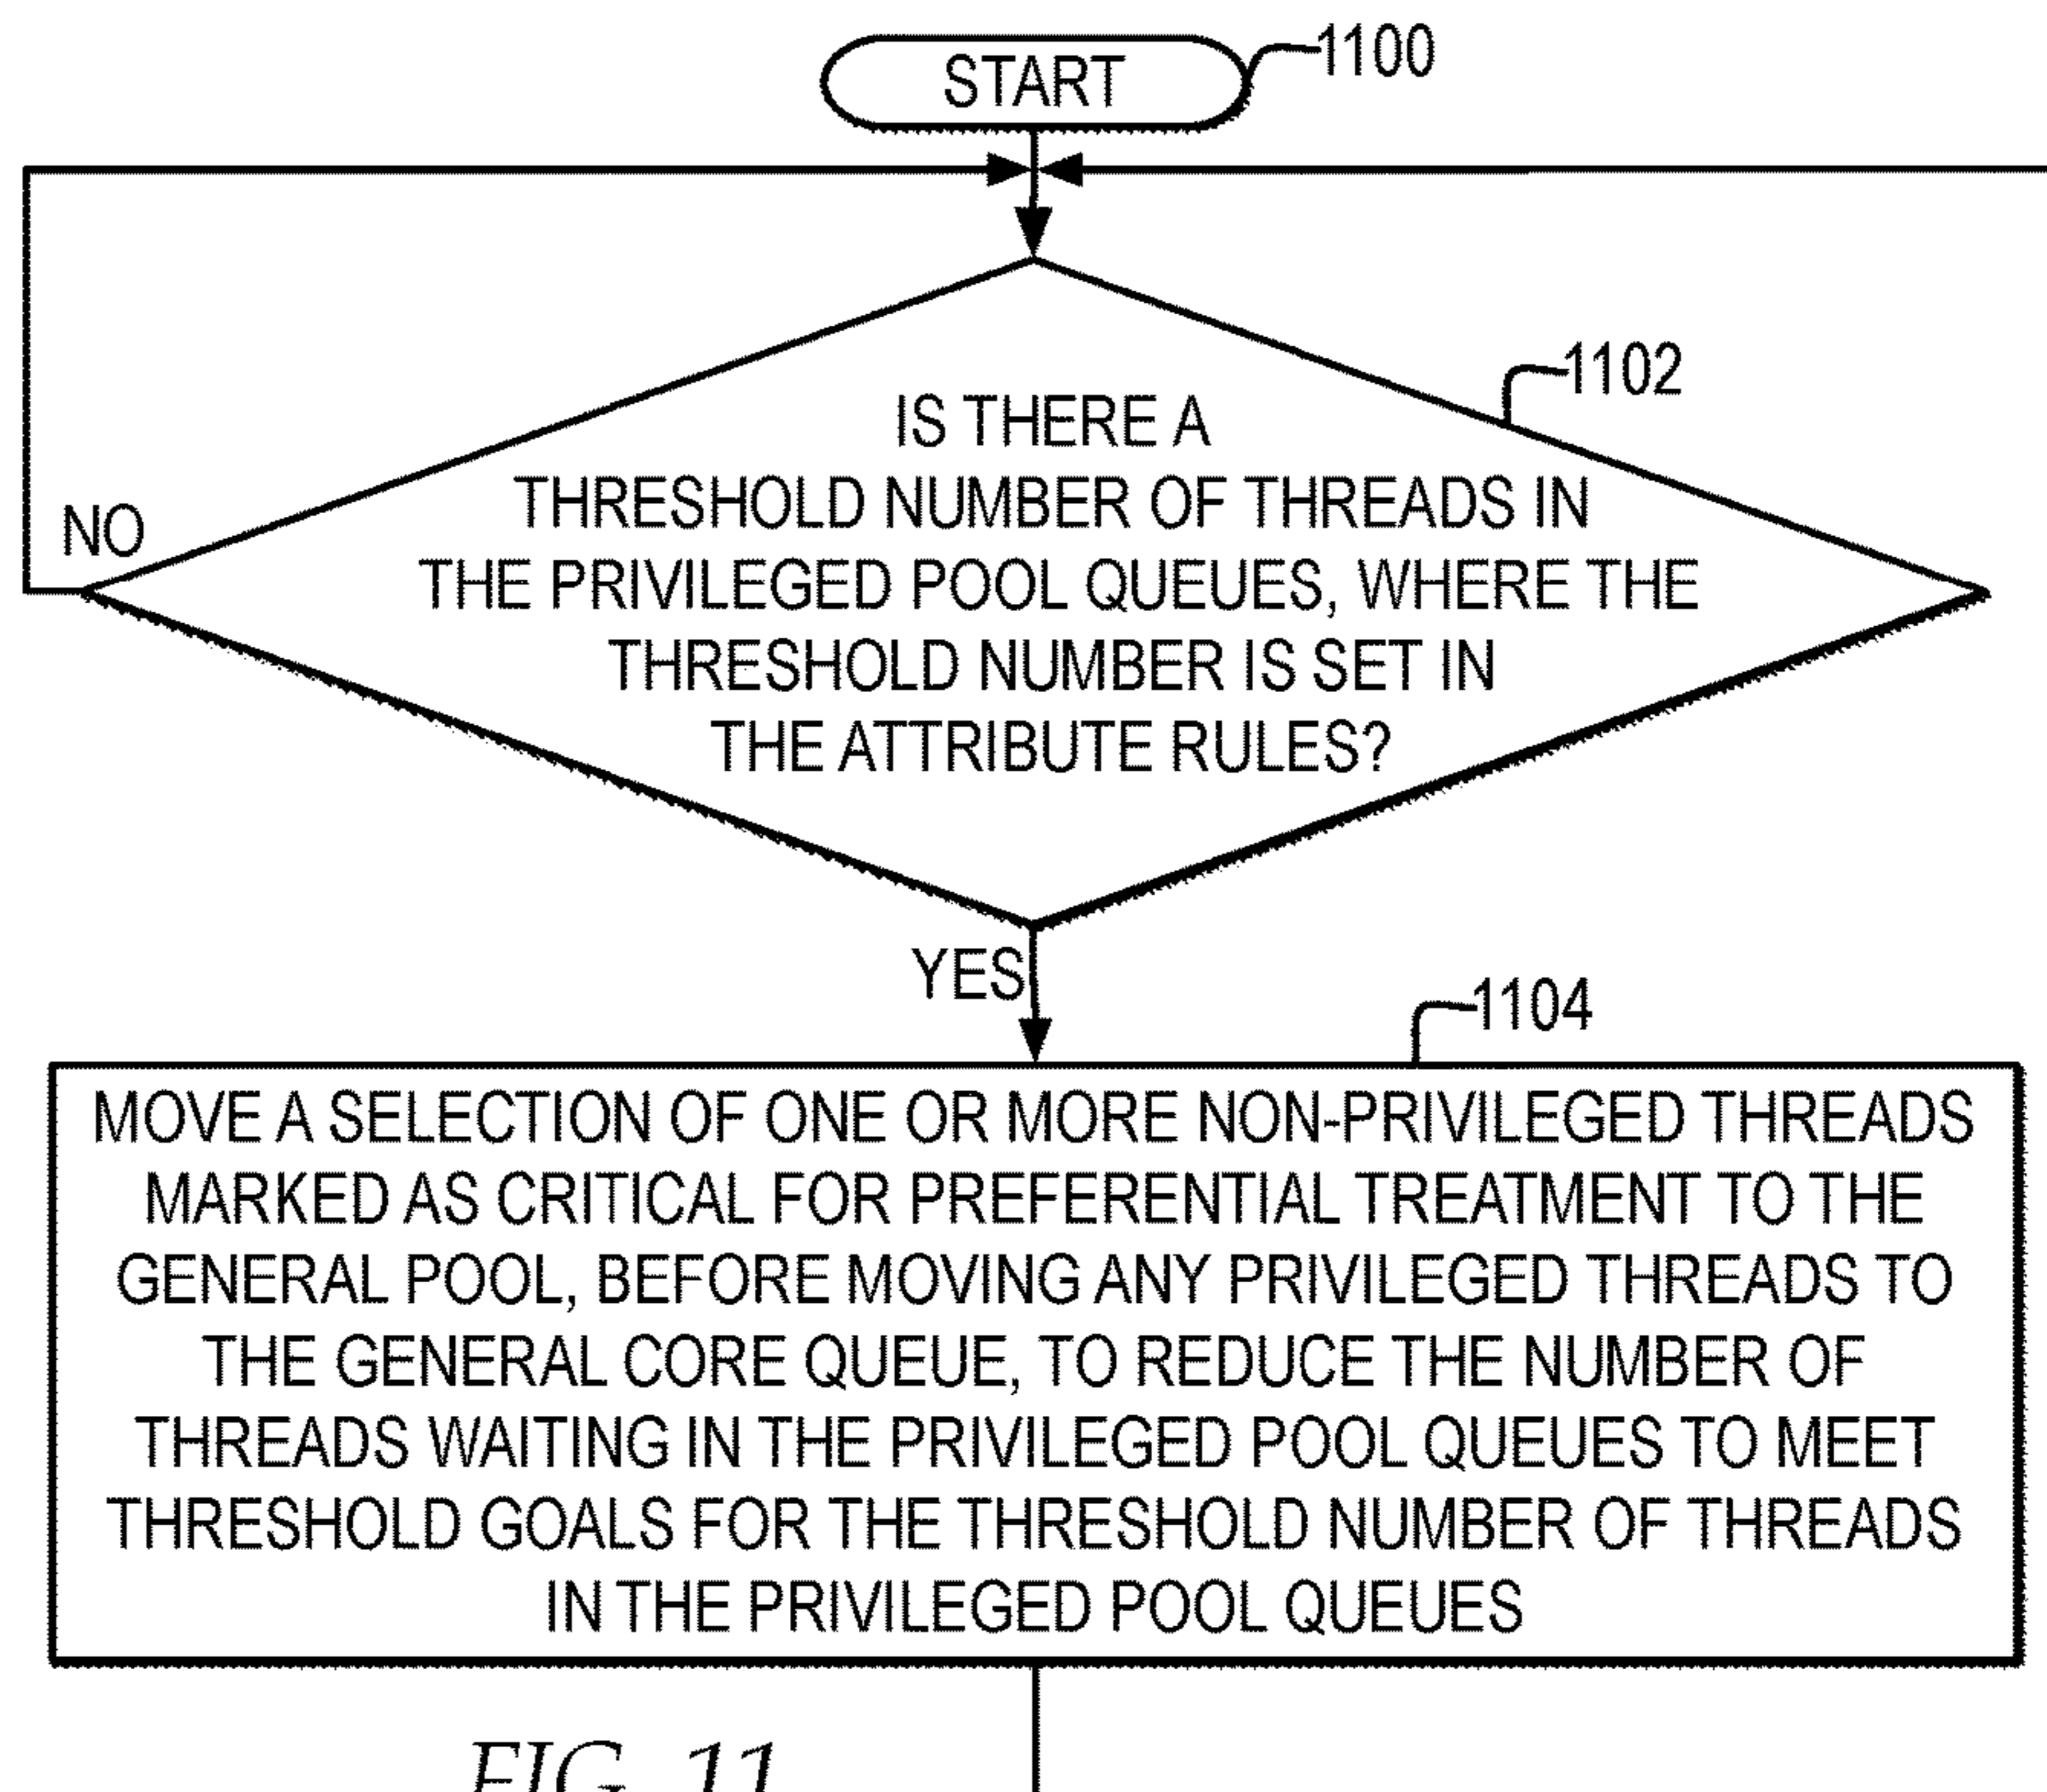 START
1100
1102
IS THERE A
THRESHOLD NUMBER OF THREADS IN
THE PRIVILEGED POOL QUEUES, WHERE THE
THRESHOLD NUMBER IS SET IN
THE ATTRIBUTE RULES?
NO
YES
1104
MOVE A SELECTION OF ONE OR MORE NON-PRIVILEGED THREADS
MARKED AS CRITICAL FOR PREFERENTIAL TREATMENT TO THE
GENERAL POOL, BEFORE MOVING ANY PRIVILEGED THREADS TO
THE GENERAL CORE QUEUE, TO REDUCE THE NUMBER OF
THREADS WAITING IN THE PRIVILEGED POOL QUEUES TO MEET
THRESHOLD GOALS FOR THE THRESHOLD NUMBER OF THREADS
IN THE PRIVILEGED POOL QUEUES
FIG. 11